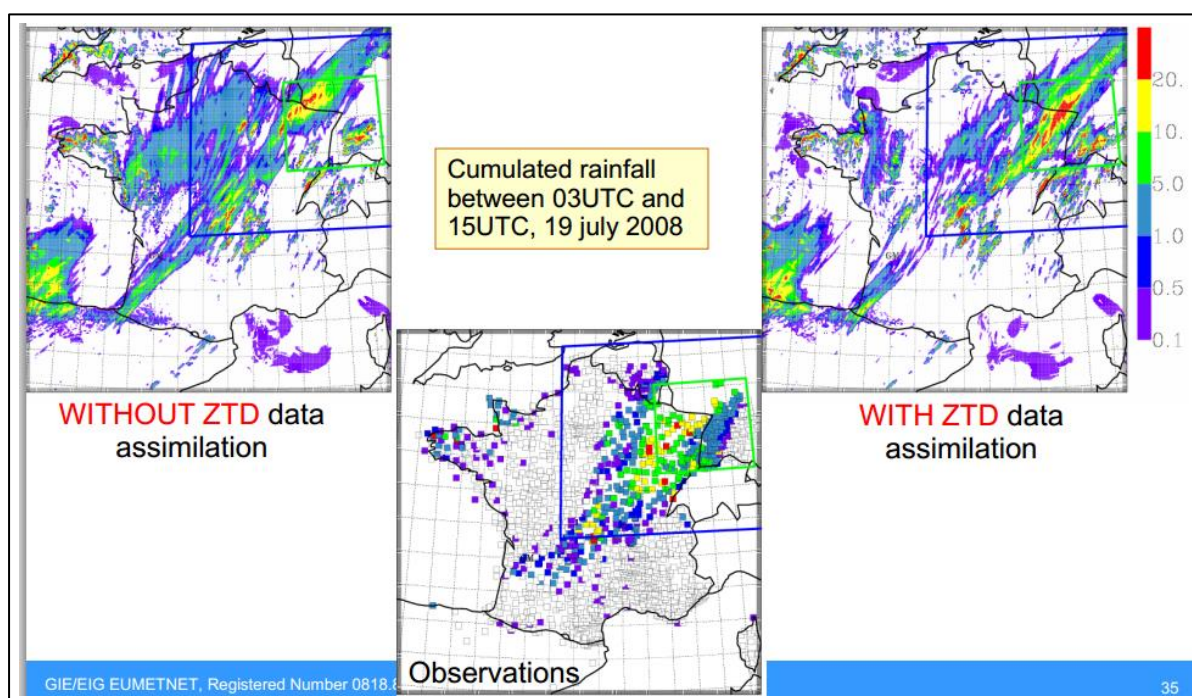 Cumulated rainfall
between 03UTC and
15UTC, 19 july 2008
20.
10.
5.0
1.0
0.5
0.1
WITHOUT ZTD data
assimilation
WITH ZTD data
assimilation
Observations
GIE/EIG EUMETNET, Registered Number 0818.8
35